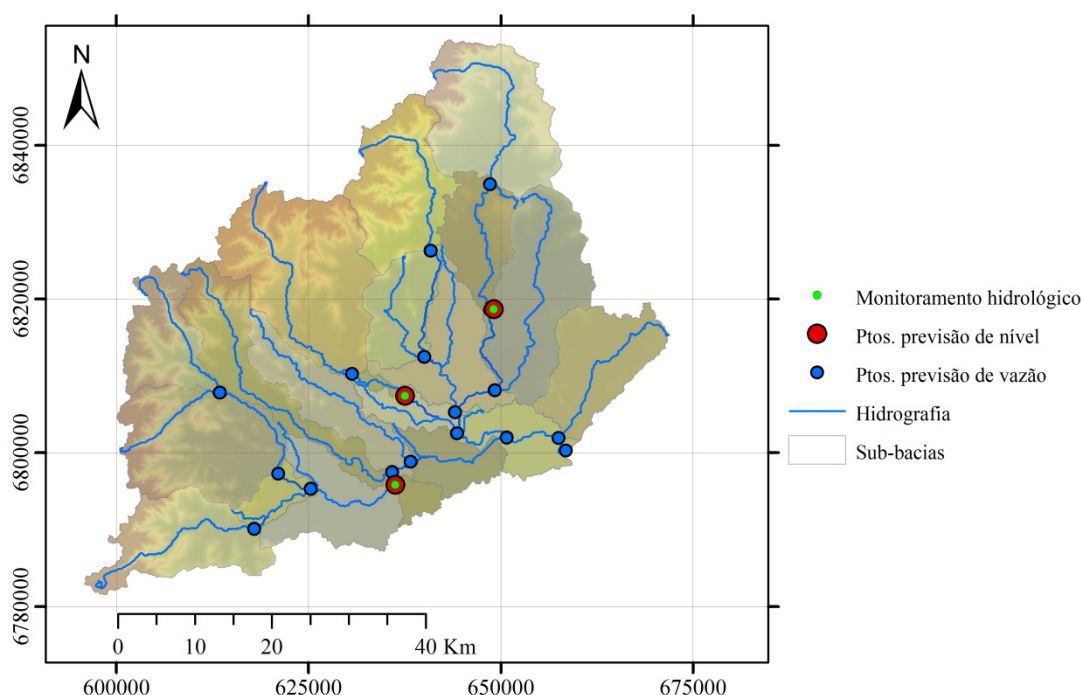 N
6840000
6820000
6800000
6780000
Monitoramento hidrológico
Ptos. previsão de nível
Ptos. previsão de vazão
Hidrografia
Sub-bacias
0 10 20 40 Km
600000 625000 650000 675000